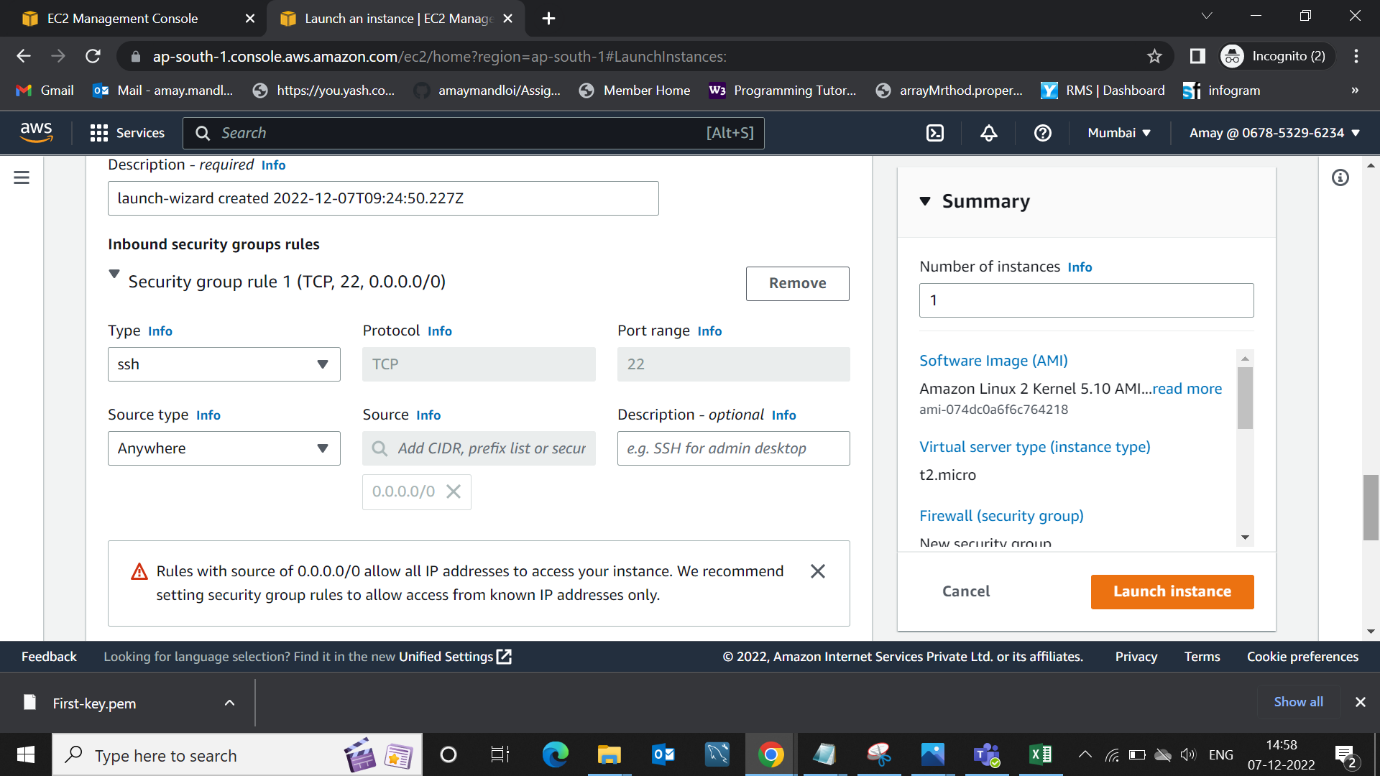 EC2 Management Console
Launch an instance | EC2 Manag
ap-south-1.console.aws.amazon.com/ec2/home?region=ap-south-1#LaunchInstances:
Incognito (2)
Gmail
Mail - amay.mandl...
https://you.yash.co...
amaymandloi/Assig...
Member Home
W3 Programming Tutor...
arrayMrthod.proper...
RMS | Dashboard
infogram
»
aws
Services
Search
[Alt+S]
Mumbai
Amay @ 0678-5329-6234
Description - required Info
launch-wizard created 2022-12-07T09:24:50.227Z
Inbound security groups rules
Security group rule 1 (TCP, 22, 0.0.0.0/0)
Remove
Type Info
Protocol Info
Port range Info
ssh
TCP
22
Source type Info
Source Info
Description - optional Info
Anywhere
Add CIDR, prefix list or secur
e.g. SSH for admin desktop
0.0.0.0/0
Rules with source of 0.0.0.0/0 allow all IP addresses to access your instance. We recommend
setting security group rules to allow access from known IP addresses only.
Summary
Number of instances Info
1
Software Image (AMI)
Amazon Linux 2 Kernel 5.10 AMI...read more
ami-074dc0a6f6c764218
Virtual server type (instance type)
t2.micro
Firewall (security group)
New security group
Cancel
Launch instance
Feedback
Looking for language selection? Find it in the new Unified Settings
© 2022, Amazon Internet Services Private Ltd. or its affiliates.
Privacy
Terms
Cookie preferences
First-key.pem
Show all
Type here to search
ENG
14:58
07-12-2022
2